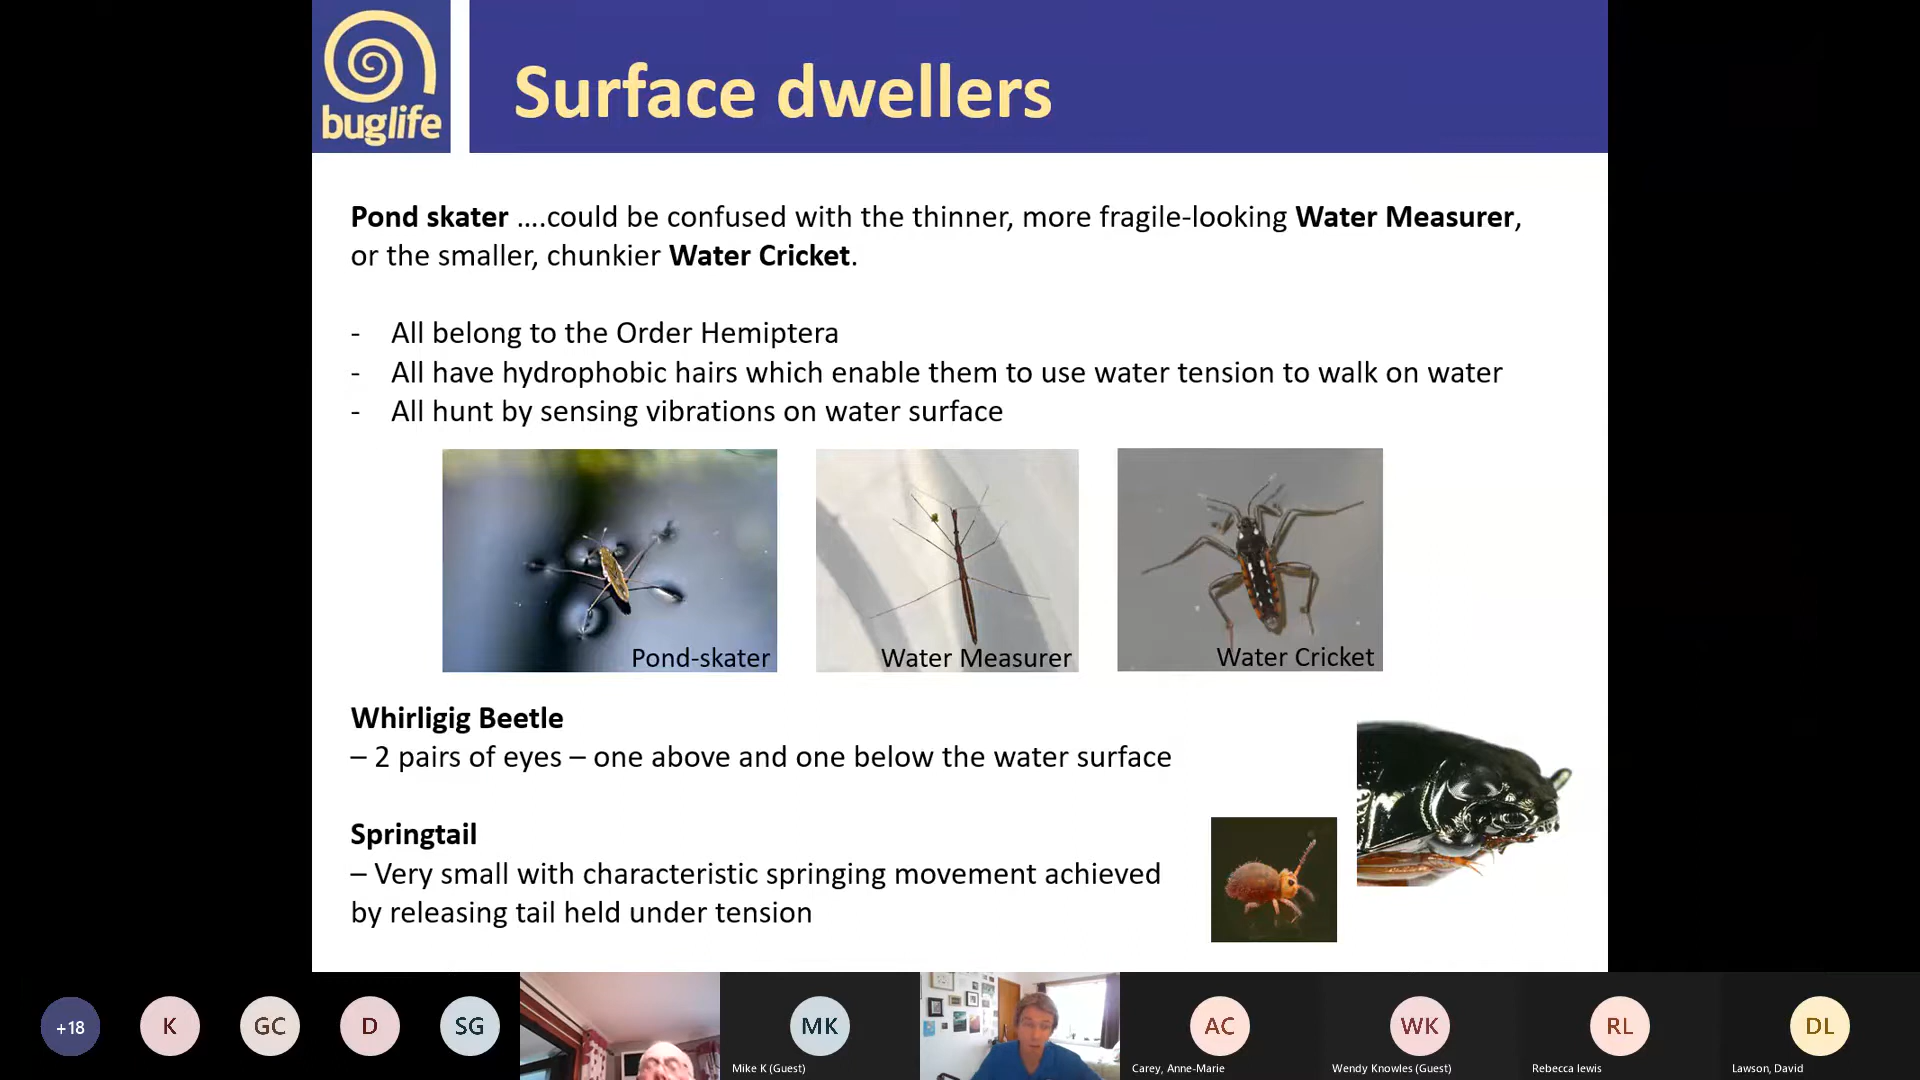 buglife
Surface dwellers
Pond skater ....could be confused with the thinner, more fragile-looking Water Measurer,
or the smaller, chunkier Water Cricket.
- All belong to the Order Hemiptera
- All have hydrophobic hairs which enable them to use water tension to walk on water
- All hunt by sensing vibrations on water surface
Pond-skater
Water Measurer
Water Cricket
Whirligig Beetle
– 2 pairs of eyes – one above and one below the water surface
Springtail
– Very small with characteristic springing movement achieved
by releasing tail held under tension
+18
K
GC
D
SG
MK
Mike K (Guest)
AC
Carey, Anne-Marie
WK
Wendy Knowles (Guest)
RL
Rebecca lewis
DL
Lawson, David